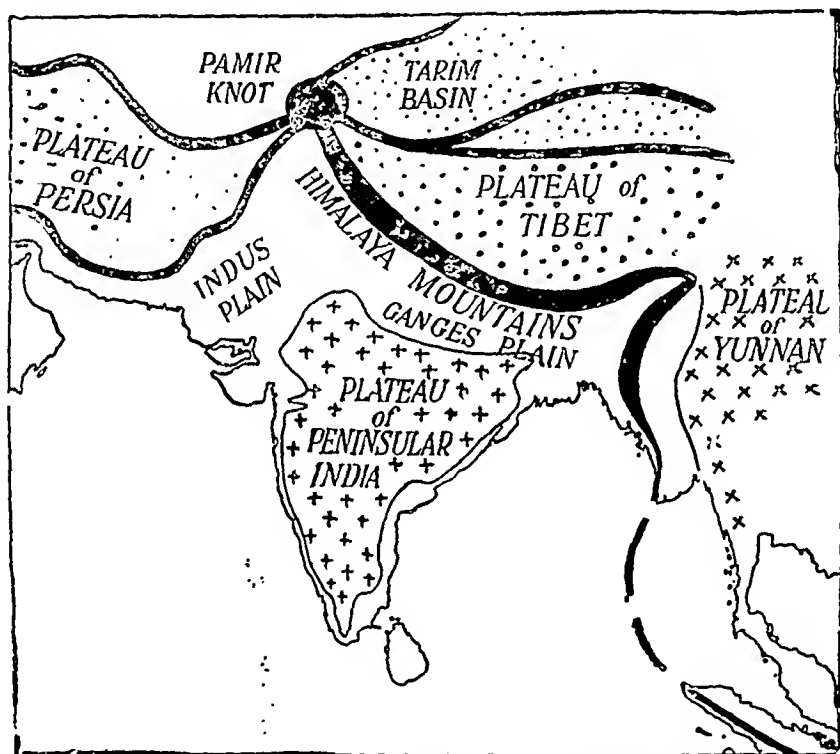 PAMIR
KNOT
TARIM
BASIN
PLATEAU
of
PERSIA
PLATEAU of
TIBET
HIMALAYA MOUNTAINS
INDUS
PLAIN
GANGES PLAIN
PLATEAU
of
YUNNAN
PLATEAU
of
PENINSULAR
INDIA